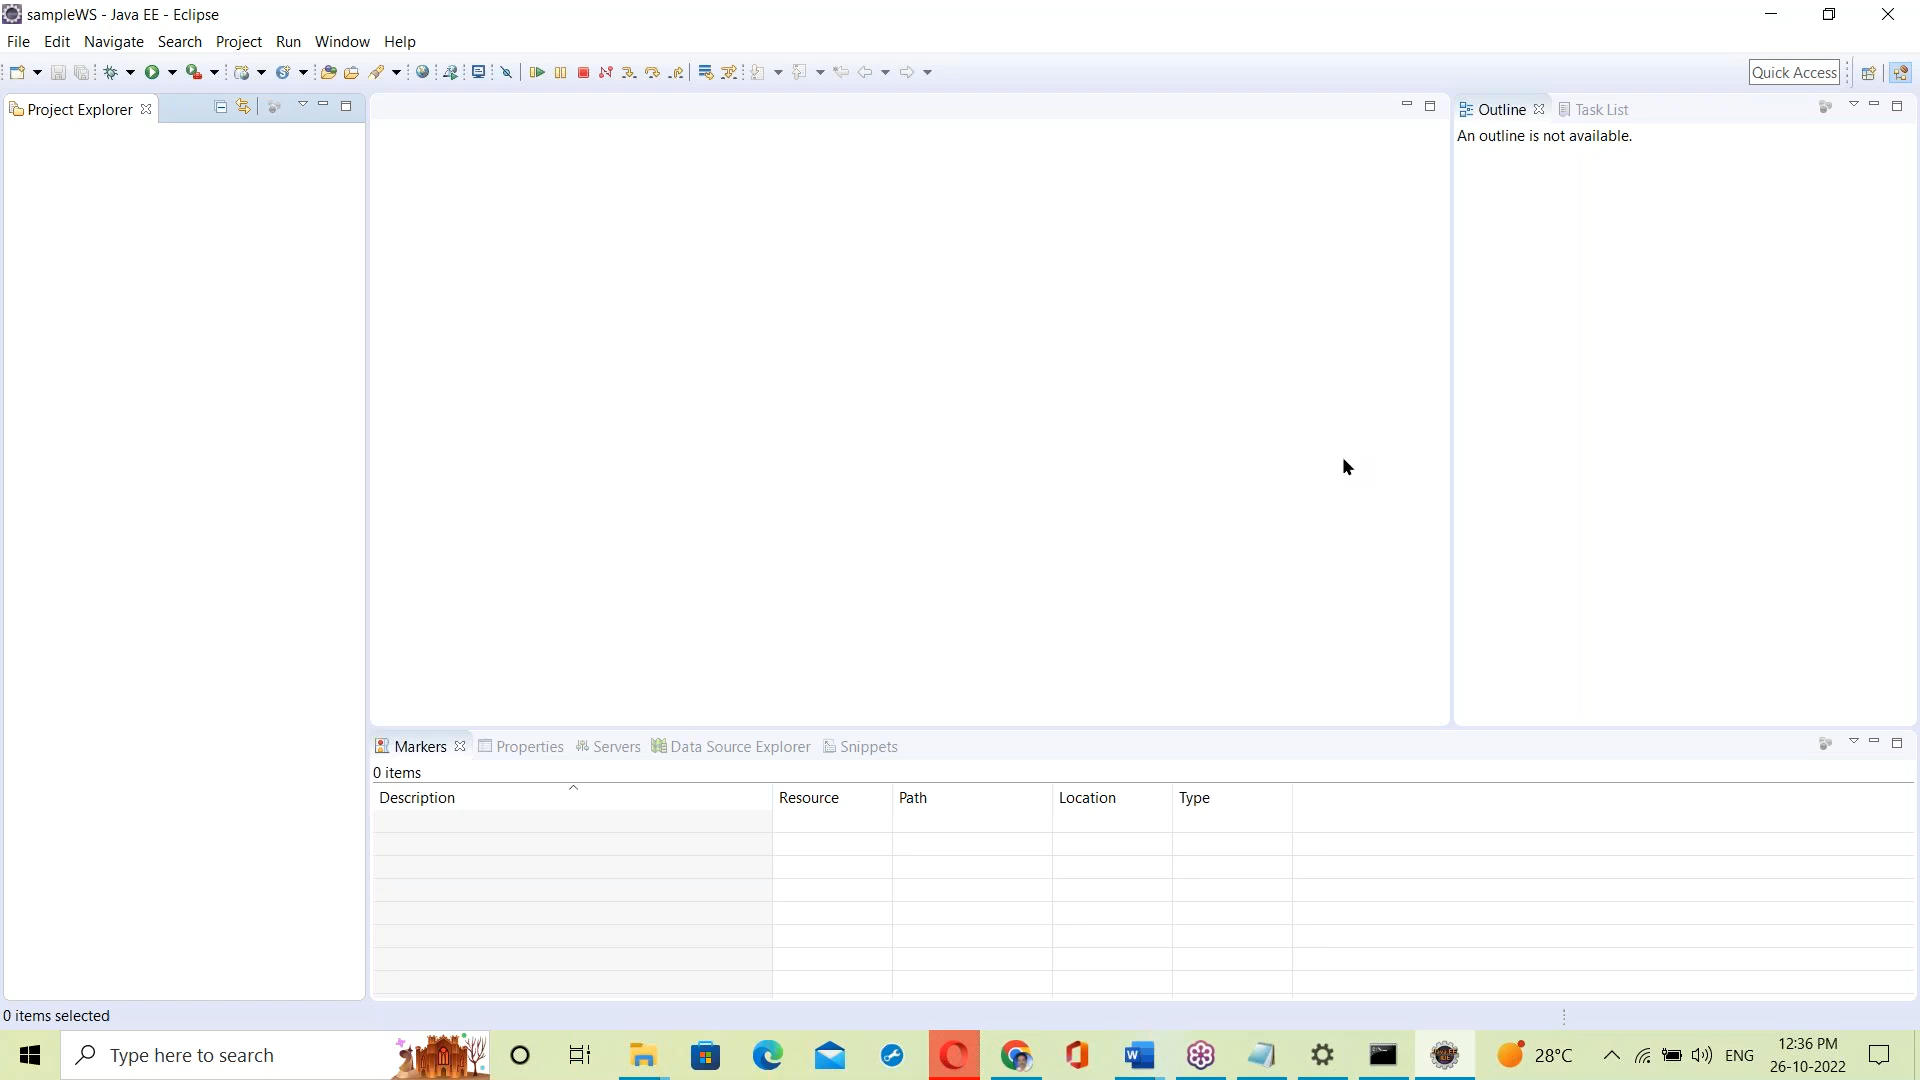 sampleWS - Java EE - Eclipse
File Edit Navigate Search Project Run Window Help
Quick Access
Project Explorer
Outline Task List
An outline is not available.
Markers Properties Servers Data Source Explorer Snippets
0 items
Description Resource Path Location Type
0 items selected
Type here to search
28°C
ENG
12:36 PM
26-10-2022